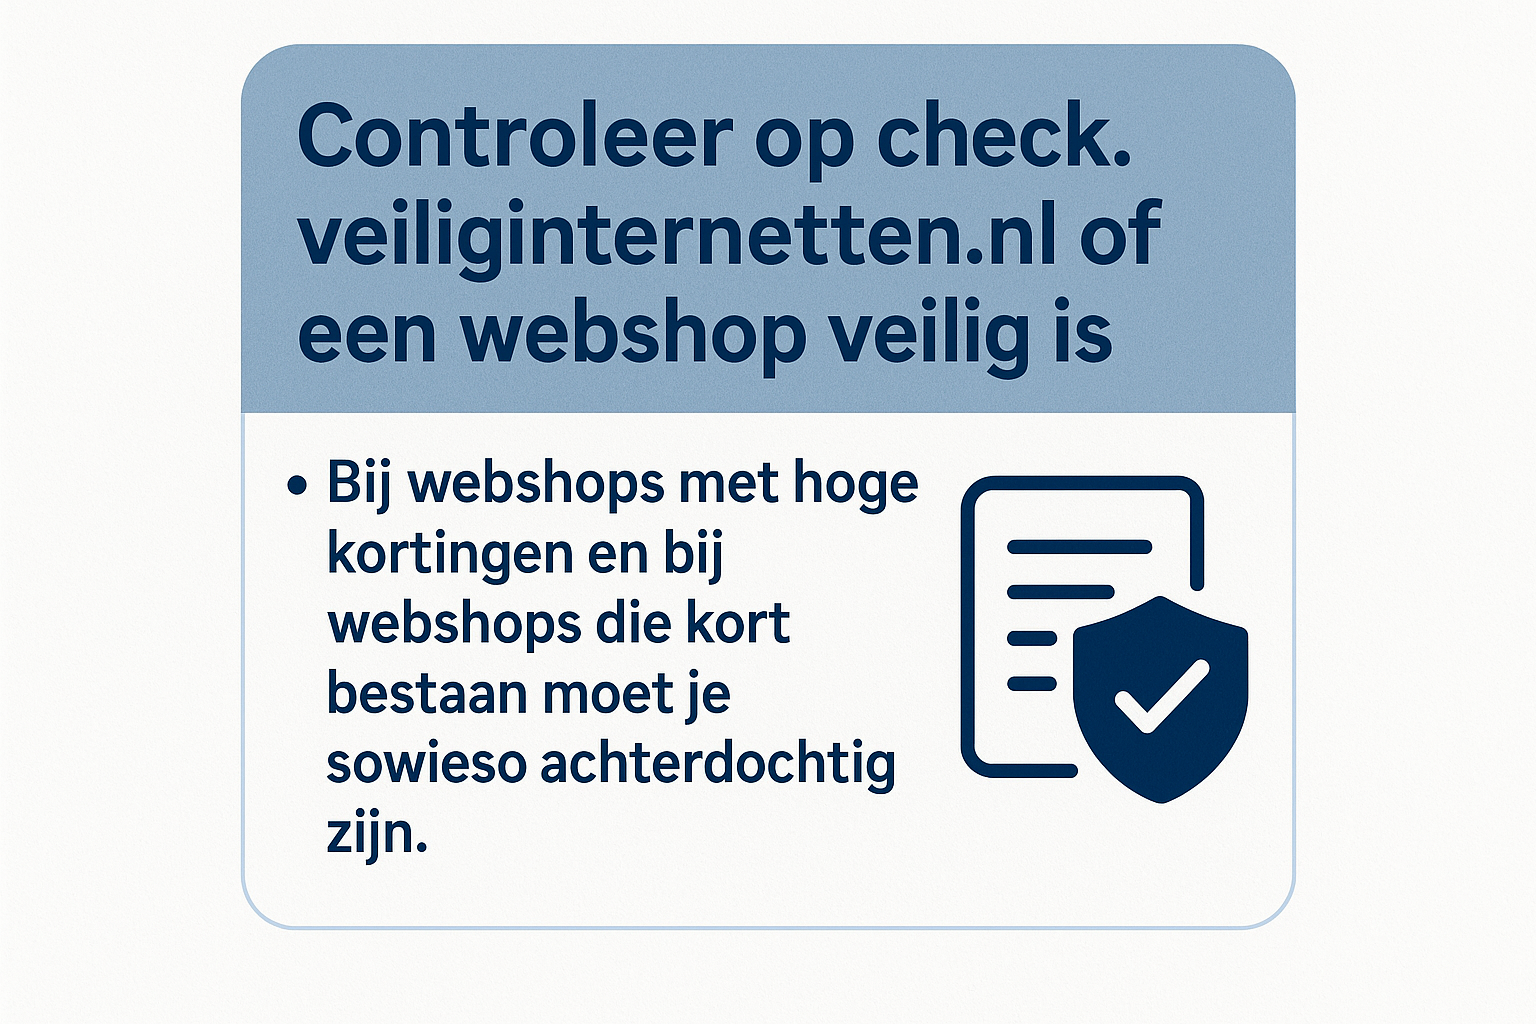 Controleer op check.
veiliginternetten.nl of
een webshop veilig is
• Bij webshops met hoge
kortingen en bij
webshops die kort
bestaan moet je
sowieso achterdochtig
zijn.